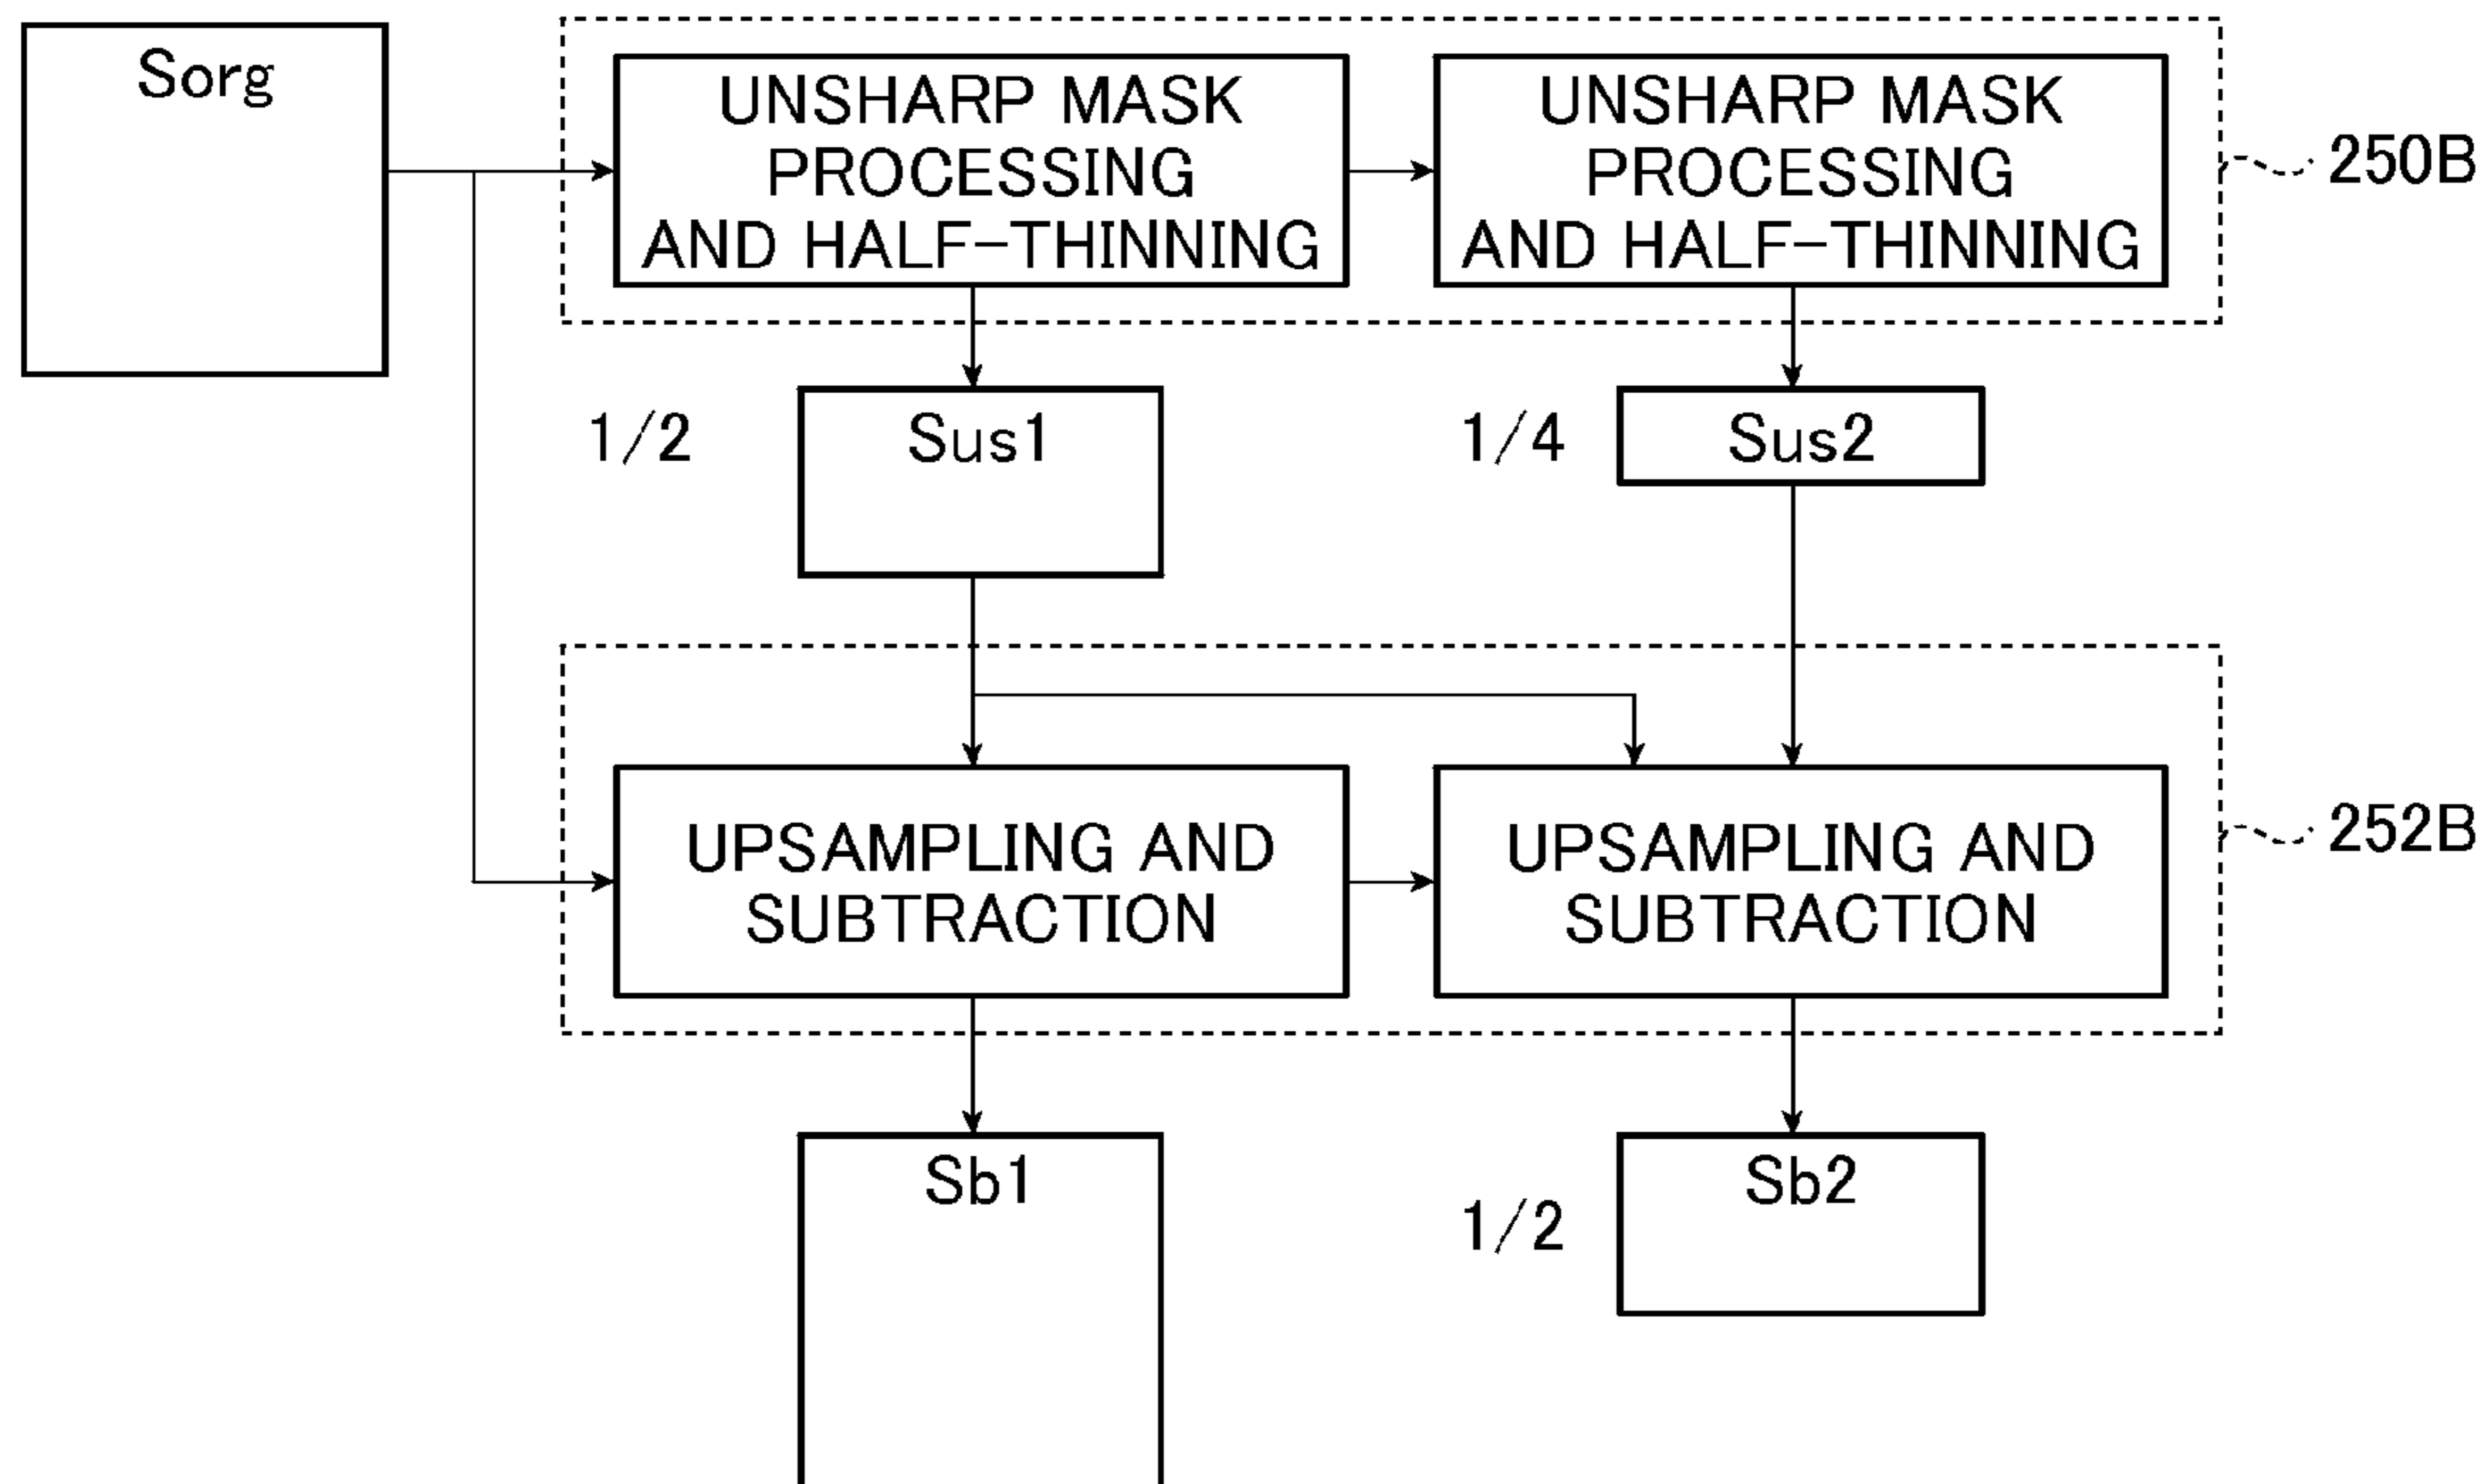 Sorg
UNSHARP MASK
PROCESSING
AND HALF-THINNING
UNSHARP MASK
PROCESSING
AND HALF-THINNING
250B
1/2
Sus1
1/4
Sus2
UPSAMPLING AND
SUBTRACTION
UPSAMPLING AND
SUBTRACTION
252B
Sb1
1/2
Sb2